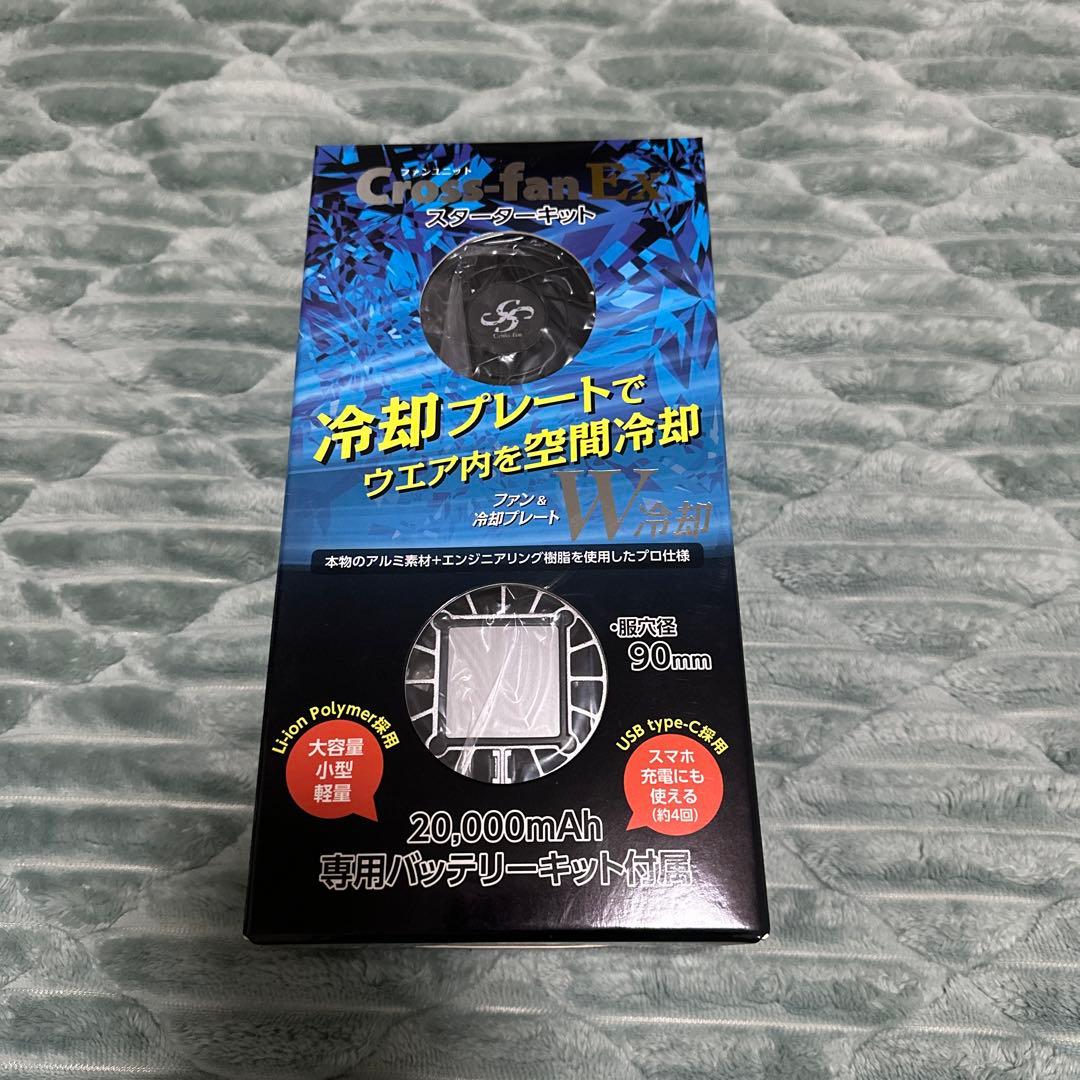 ファンユニット
Cross-fan Ex
スターターキット
Cross-fan
冷却プレートで
ウエア内を空間冷却
ファン&
冷却プレート W冷却
本物のアルミ素材+エンジニアリング樹脂を使用したプロ仕様
・服穴径
90mm
Li-ion Polymer採用
大容量
小型
軽量
USB type-C採用
スマホ
充電にも
使える
(約4回)
20,000mAh
専用バッテリーキット付属